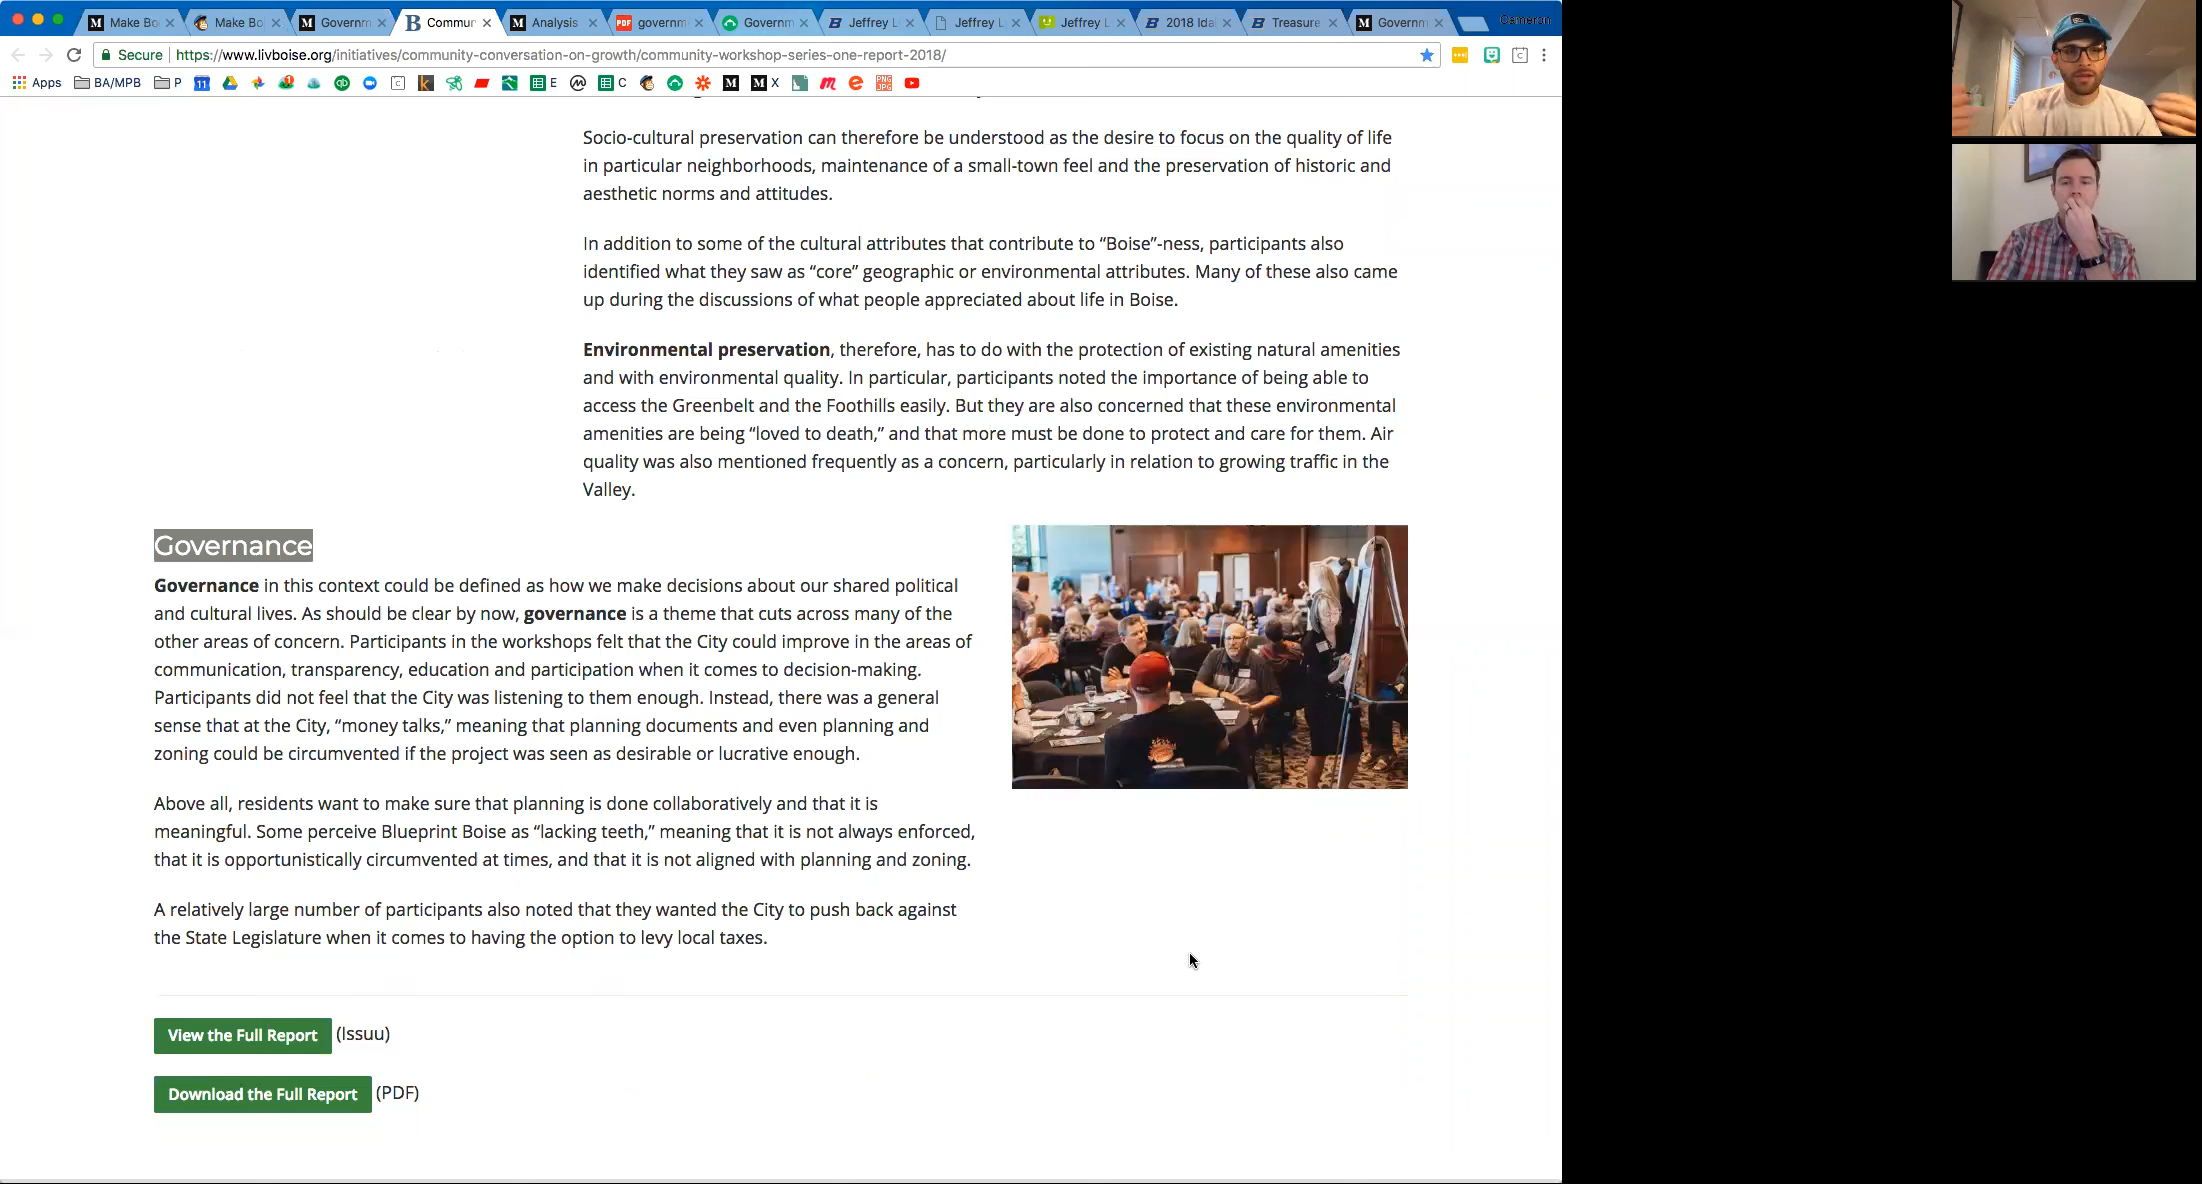 Make Bo
Make Bo
Governm
Commun
Analysis
PDF
governm
Governm
Jeffrey L
Jeffrey L
Jeffrey L
2018 Idal
Treasure
Governm
Cameron
Secure
https://www.livboise.org/initiatives/community-conversation-on-growth/community-workshop-series-one-report-2018/
Apps
BA/MPB
P
11
E
C
X
Socio-cultural preservation can therefore be understood as the desire to focus on the quality of life
in particular neighborhoods, maintenance of a small-town feel and the preservation of historic and
aesthetic norms and attitudes.
In addition to some of the cultural attributes that contribute to “Boise”-ness, participants also
identified what they saw as “core” geographic or environmental attributes. Many of these also came
up during the discussions of what people appreciated about life in Boise.
Environmental preservation, therefore, has to do with the protection of existing natural amenities
and with environmental quality. In particular, participants noted the importance of being able to
access the Greenbelt and the Foothills easily. But they are also concerned that these environmental
amenities are being “loved to death,” and that more must be done to protect and care for them. Air
quality was also mentioned frequently as a concern, particularly in relation to growing traffic in the
Valley.
Governance
Governance in this context could be defined as how we make decisions about our shared political
and cultural lives. As should be clear by now, governance is a theme that cuts across many of the
other areas of concern. Participants in the workshops felt that the City could improve in the areas of
communication, transparency, education and participation when it comes to decision-making.
Participants did not feel that the City was listening to them enough. Instead, there was a general
sense that at the City, “money talks,” meaning that planning documents and even planning and
zoning could be circumvented if the project was seen as desirable or lucrative enough.
Above all, residents want to make sure that planning is done collaboratively and that it is
meaningful. Some perceive Blueprint Boise as “lacking teeth,” meaning that it is not always enforced,
that it is opportunistically circumvented at times, and that it is not aligned with planning and zoning.
A relatively large number of participants also noted that they wanted the City to push back against
the State Legislature when it comes to having the option to levy local taxes.
View the Full Report (Issuu)
Download the Full Report (PDF)